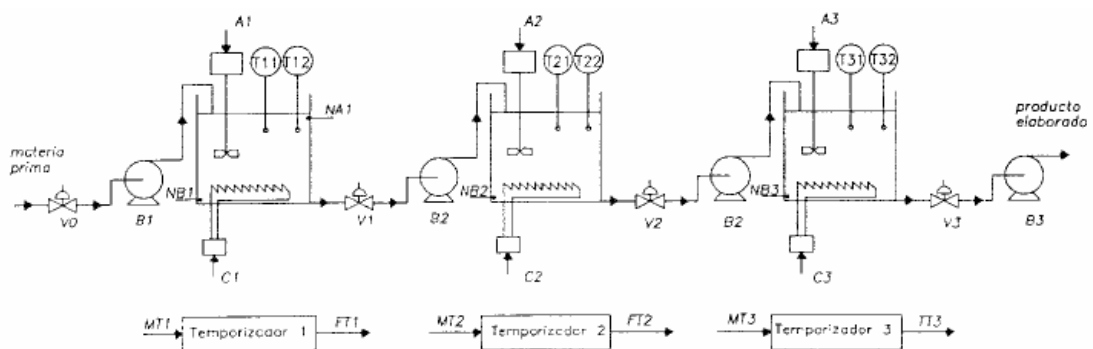 A1
A2
A3
T11 T12
T21 T22
T31 T32
NA1
producto
elaborado
materia
prima
NB1
NB2
NB3
V0
B1
V1
B2
V2
B2
V3
B3
C1
C2
C3
MT1 Temporizador 1 FT1
MT2 Temporizador 2 FT2
MT3 Temporizador 3 TT3